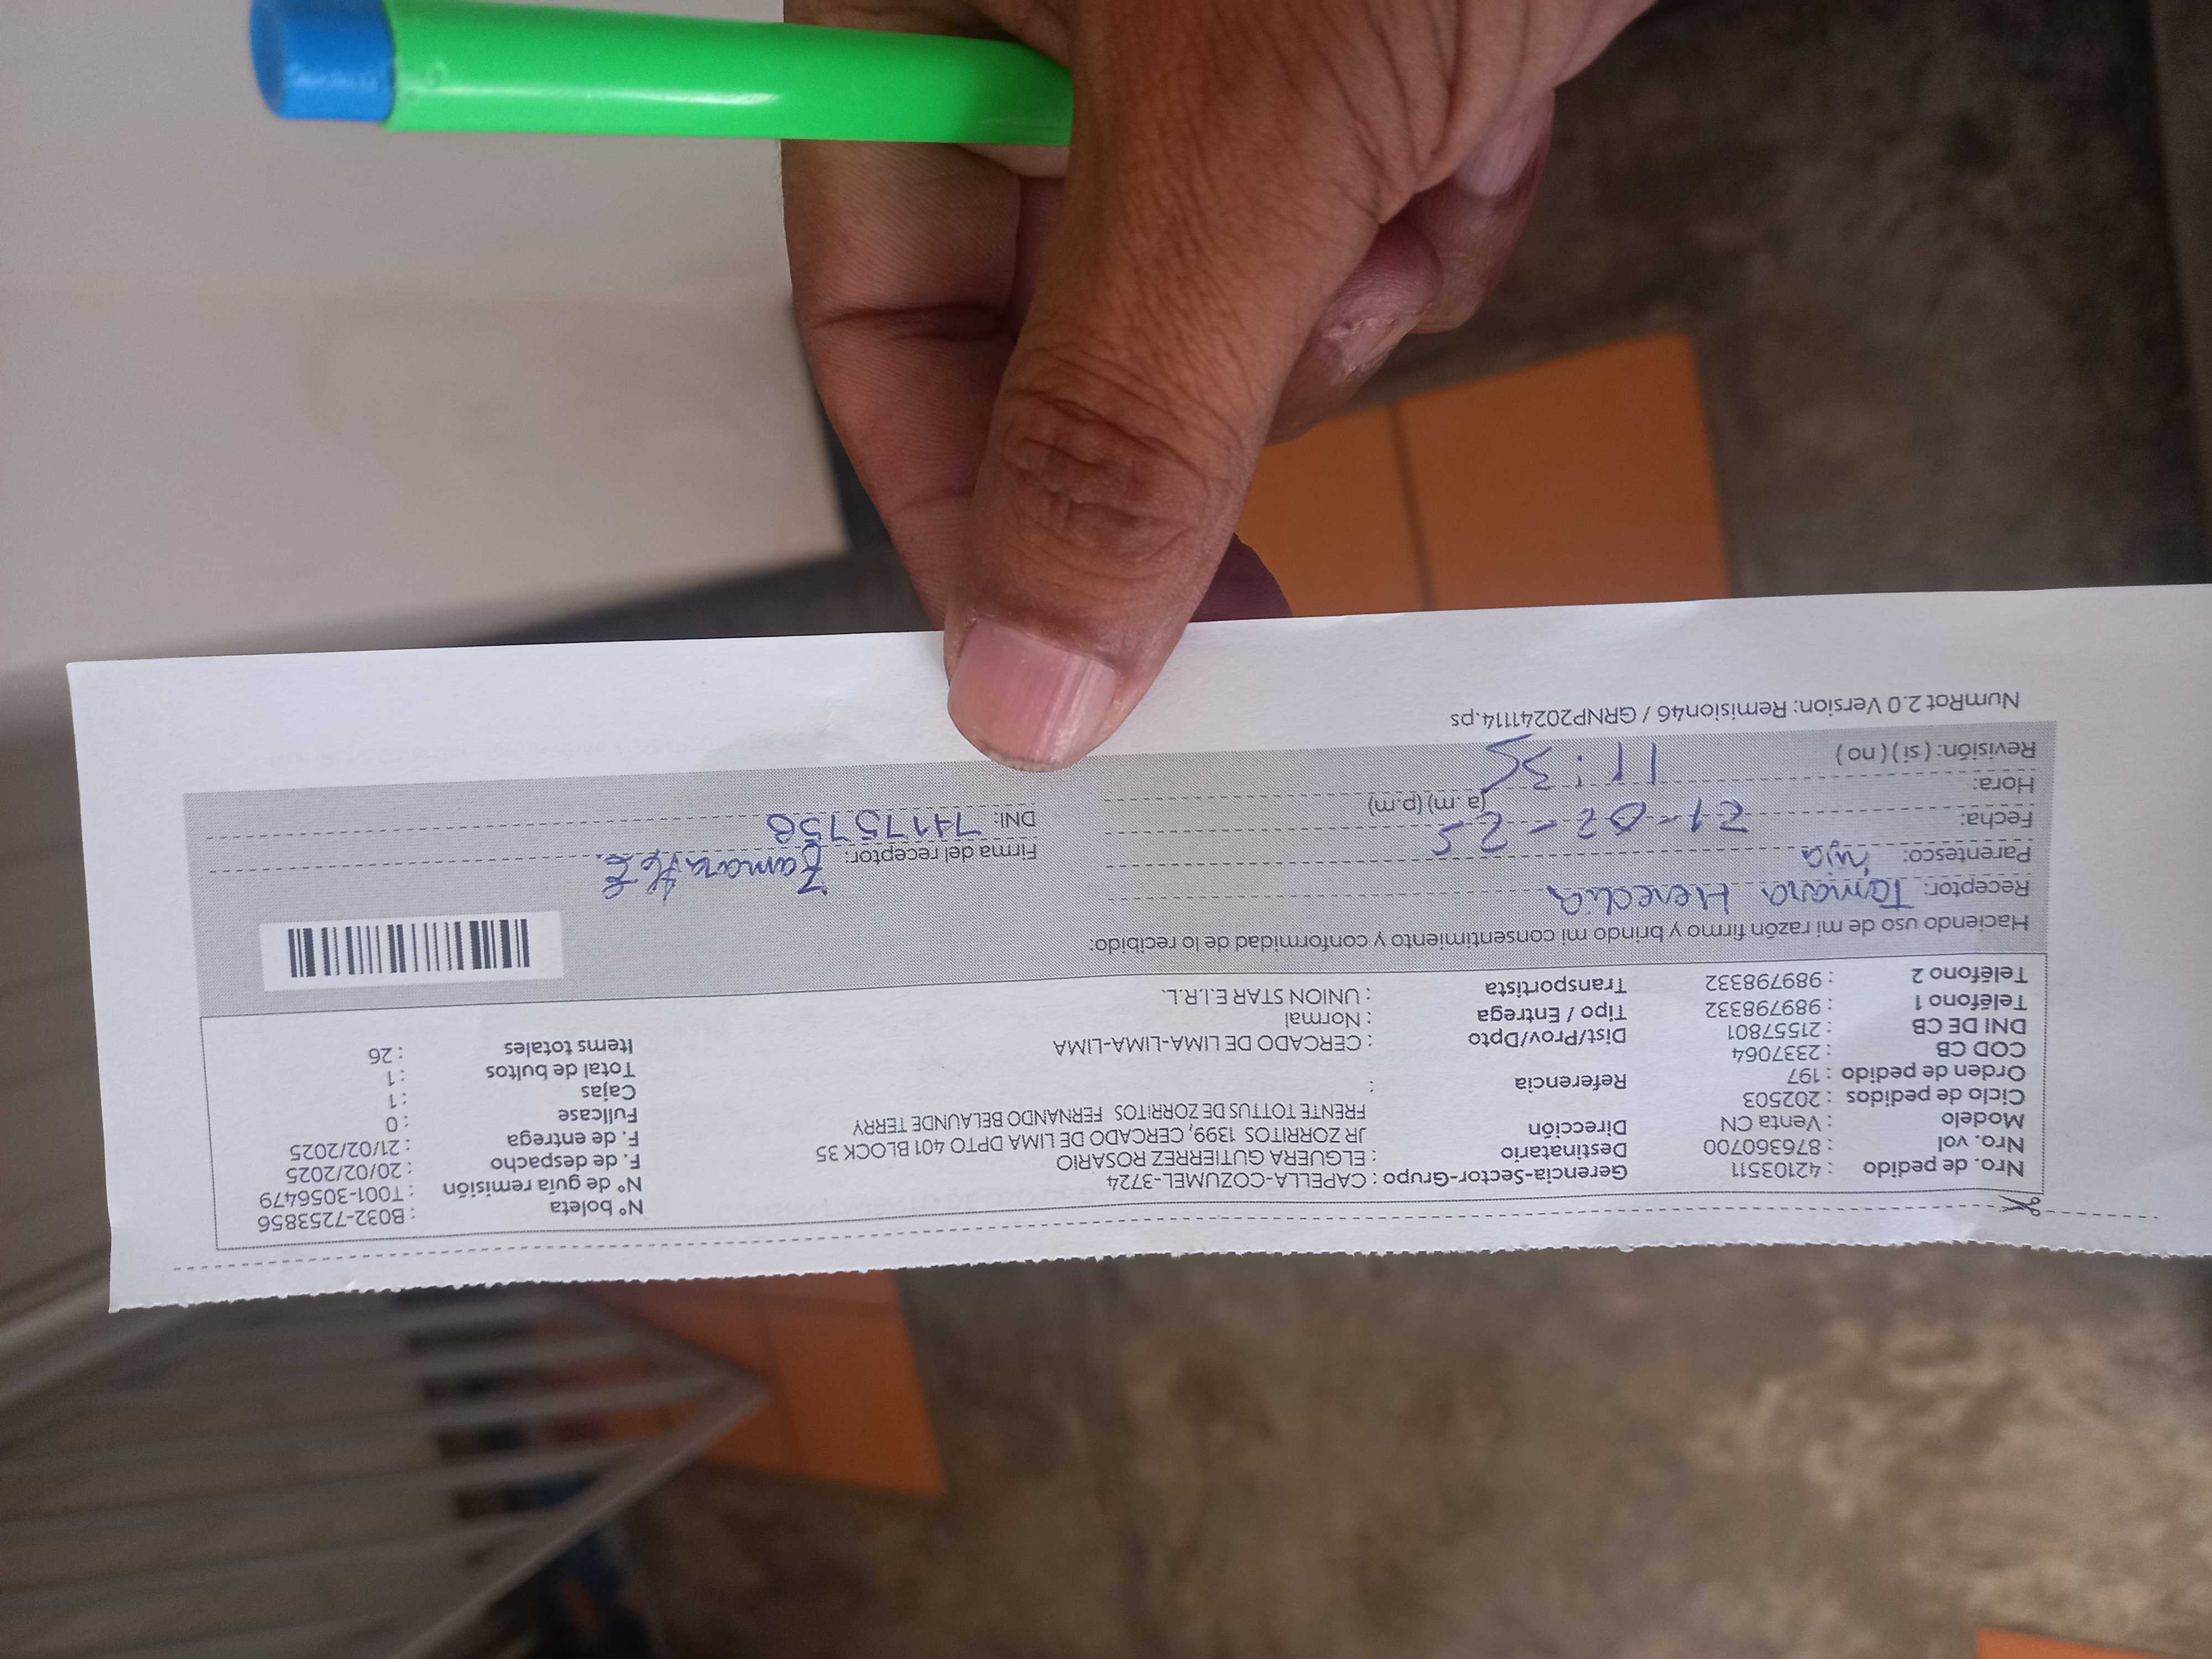 Nro. de pedido : 42103511
Nro. vol : 876360700
Modelo : Venta CN
Ciclo de pedidos : 202503
Orden de pedido : 197
COD CB : 2337064
DNI DE CB : 21557801
Teléfono 1 : 989798332
Teléfono 2 : 989798332
Gerencia-Sector-Grupo : CAPELLA-COZUMEL-3724
Destinatario : ELGUERA GUTIERREZ ROSARIO
Dirección JR ZORRITOS 1399, CERCADO DE LIMA DPTO 401 BLOCK 35
FRENTE TOTTUS DE ZORRITOS FERNANDO BELAUNDE TERRY
Referencia :
Dist/Prov/Dpto : CERCADO DE LIMA-LIMA-LIMA
Tipo / Entrega : Normal
Transportista : UNION STAR E.I.R.L.
N° boleta : B032-7253856
N° de guía remisión : T001-3056479
F. de despacho : 20/02/2025
F. de entrega : 21/02/2025
Fullcase : 0
Cajas : 1
Total de bultos : 1
Items totales : 26
Haciendo uso de mi razón firmo y brindo mi consentimiento y conformidad de lo recibido:
Receptor: Tamara Heredia
Parentesco: hija
Fecha: 21-02-25
Hora: 11:35 (a.m) (p.m)
Revisión: ( si ) ( no )
Firma del receptor: Tamara H.E.
DNI: 74175758
NumRot 2.0 Version: Remision46 / GRNP20241114.ps